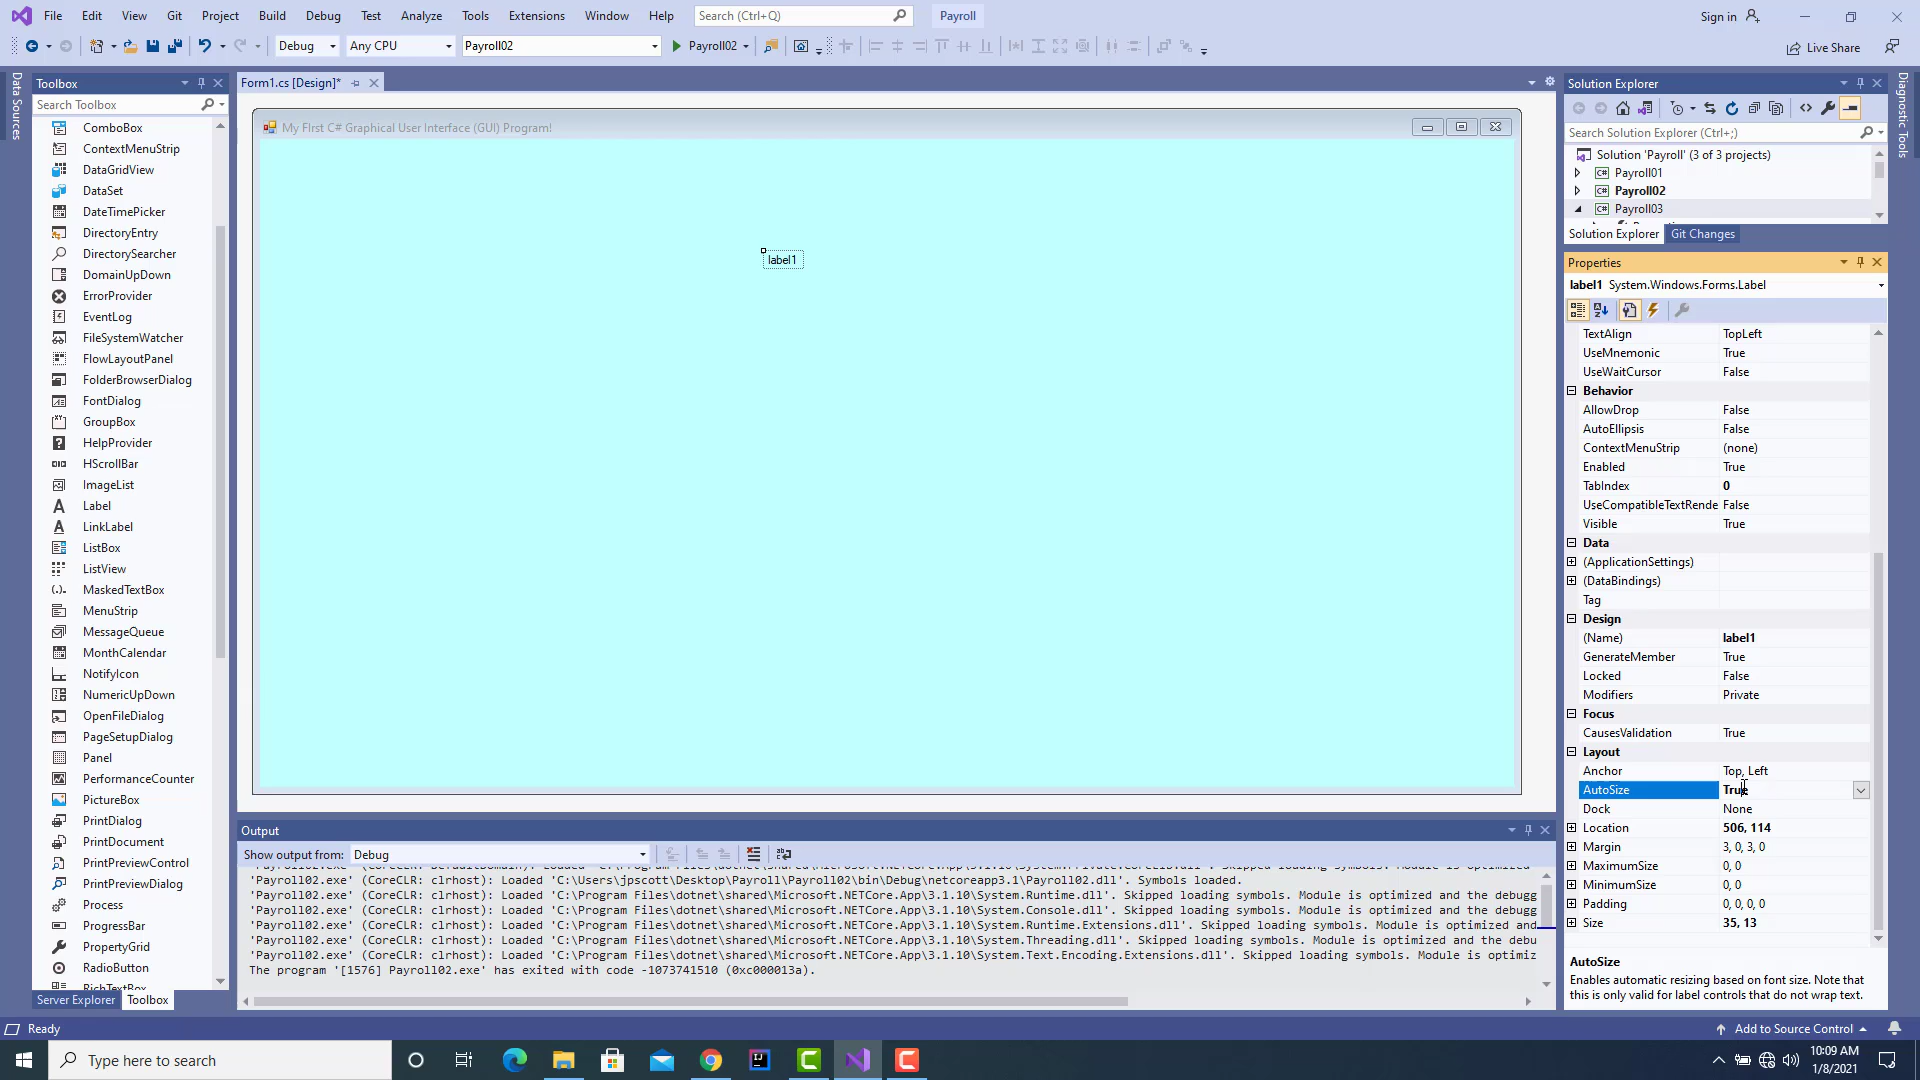 File Edit View Git Project Build Debug Test Analyze Tools Extensions Window Help Search (Ctrl+Q) Payroll Sign in
Debug Any CPU Payroll02 Payroll02 Live Share
Data Sources
Toolbox
Search Toolbox
ComboBox
ContextMenuStrip
DataGridView
DataSet
DateTimePicker
DirectoryEntry
DirectorySearcher
DomainUpDown
ErrorProvider
EventLog
FileSystemWatcher
FlowLayoutPanel
FolderBrowserDialog
FontDialog
GroupBox
HelpProvider
HScrollBar
ImageList
Label
LinkLabel
ListBox
ListView
MaskedTextBox
MenuStrip
MessageQueue
MonthCalendar
NotifyIcon
NumericUpDown
OpenFileDialog
PageSetupDialog
Panel
PerformanceCounter
PictureBox
PrintDialog
PrintDocument
PrintPreviewControl
PrintPreviewDialog
Process
ProgressBar
PropertyGrid
RadioButton
RichTextBox
Server Explorer Toolbox
Form1.cs [Design]*
My First C# Graphical User Interface (GUI) Program!
label1
Output
Show output from: Debug
'Payroll02.exe' (CoreCLR: clrhost): Loaded 'C:\Users\jpscott\Desktop\Payroll\Payroll02\bin\Debug\netcoreapp3.1\Payroll02.dll'. Symbols loaded.
'Payroll02.exe' (CoreCLR: clrhost): Loaded 'C:\Program Files\dotnet\shared\Microsoft.NETCore.App\3.1.10\System.Runtime.dll'. Skipped loading symbols. Module is optimized and the debugg
'Payroll02.exe' (CoreCLR: clrhost): Loaded 'C:\Program Files\dotnet\shared\Microsoft.NETCore.App\3.1.10\System.Console.dll'. Skipped loading symbols. Module is optimized and the debugg
'Payroll02.exe' (CoreCLR: clrhost): Loaded 'C:\Program Files\dotnet\shared\Microsoft.NETCore.App\3.1.10\System.Runtime.Extensions.dll'. Skipped loading symbols. Module is optimized and
'Payroll02.exe' (CoreCLR: clrhost): Loaded 'C:\Program Files\dotnet\shared\Microsoft.NETCore.App\3.1.10\System.Threading.dll'. Skipped loading symbols. Module is optimized and the debu
'Payroll02.exe' (CoreCLR: clrhost): Loaded 'C:\Program Files\dotnet\shared\Microsoft.NETCore.App\3.1.10\System.Text.Encoding.Extensions.dll'. Skipped loading symbols. Module is optimiz
The program '[1576] Payroll02.exe' has exited with code -1073741510 (0xc000013a).
Solution Explorer
Search Solution Explorer (Ctrl+;)
Solution 'Payroll' (3 of 3 projects)
C# Payroll01
C# Payroll02
C# Payroll03
Solution Explorer Git Changes
Diagnostic Tools
Properties
label1 System.Windows.Forms.Label
TextAlign TopLeft
UseMnemonic True
UseWaitCursor False
Behavior
AllowDrop False
AutoEllipsis False
ContextMenuStrip (none)
Enabled True
TabIndex 0
UseCompatibleTextRende False
Visible True
Data
(ApplicationSettings)
(DataBindings)
Tag
Design
(Name) label1
GenerateMember True
Locked False
Modifiers Private
Focus
CausesValidation True
Layout
Anchor Top, Left
AutoSize True
Dock None
Location 506, 114
Margin 3, 0, 3, 0
MaximumSize 0, 0
MinimumSize 0, 0
Padding 0, 0, 0, 0
Size 35, 13
AutoSize
Enables automatic resizing based on font size. Note that
this is only valid for label controls that do not wrap text.
Ready Add to Source Control
Type here to search
10:09 AM
1/8/2021